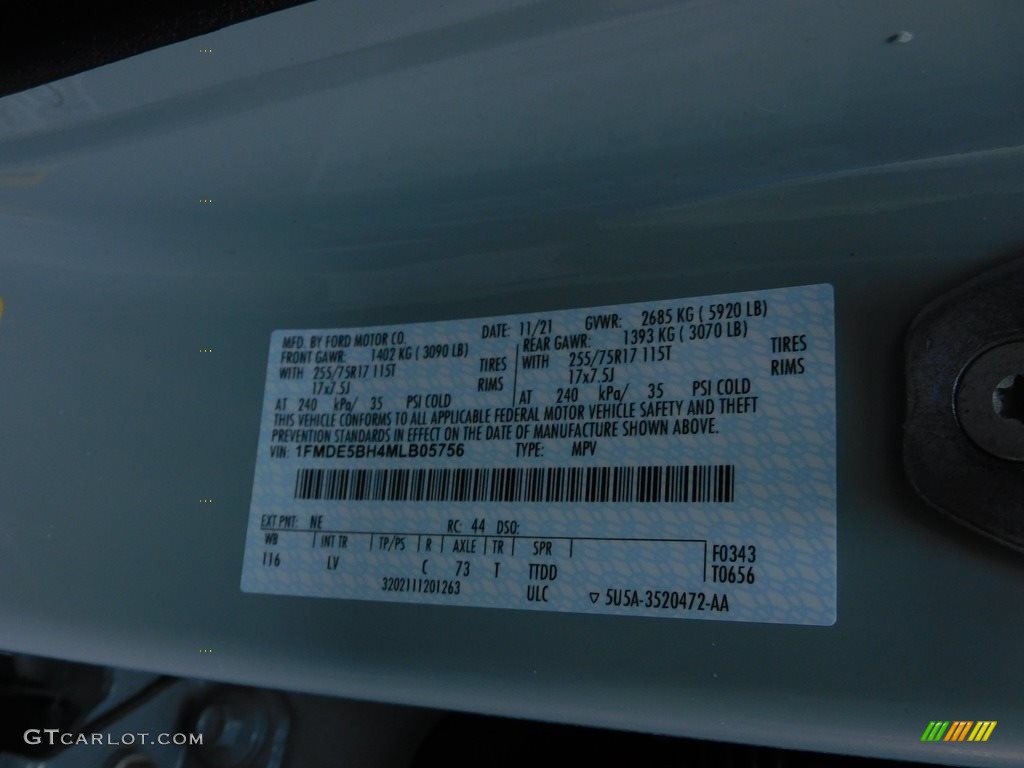 MFD. BY FORD MOTOR CO. DATE: 11/21 GVWR: 2685 KG ( 5920 LB)
FRONT GAWR: 1402 KG ( 3090 LB) REAR GAWR: 1393 KG ( 3070 LB)
WITH 255/75R17 115T TIRES WITH 255/75R17 115T TIRES
17x7.5J RIMS 17x7.5J RIMS
AT 240 kPa/ 35 PSI COLD AT 240 kPa/ 35 PSI COLD
THIS VEHICLE CONFORMS TO ALL APPLICABLE FEDERAL MOTOR VEHICLE SAFETY AND THEFT
PREVENTION STANDARDS IN EFFECT ON THE DATE OF MANUFACTURE SHOWN ABOVE.
VIN: 1FMDE5BH4MLB05756 TYPE: MPV
EXT PNT: NE RC: 44 DSO:
WB INT TR TP/PS R AXLE TR SPR F0343
116 LV C 73 T TTDD T0656
3202111201263 ULC ▽ 5U5A-3520472-AA
GTCARLOT.COM